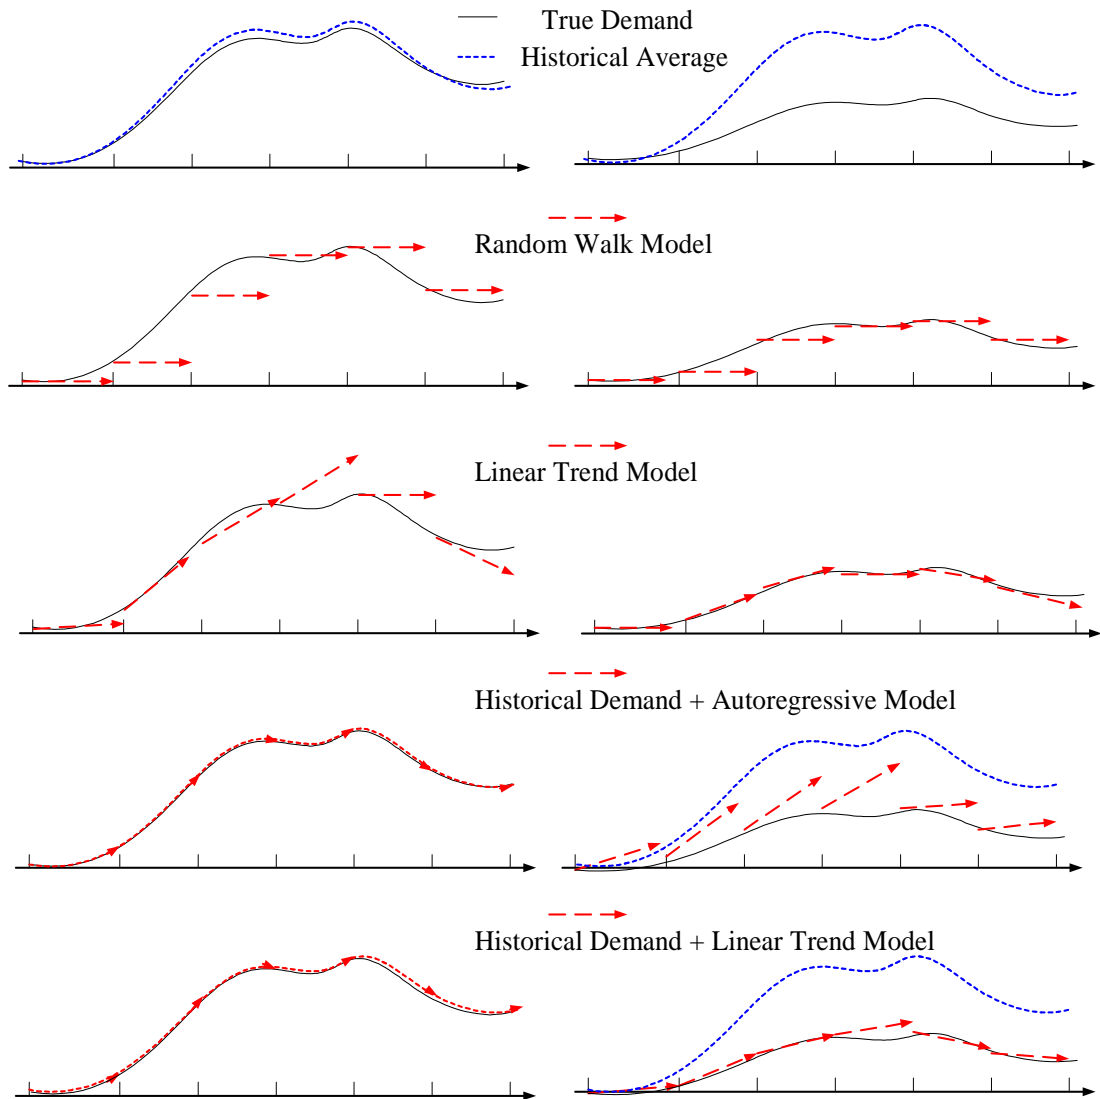 True Demand
Historical Average
Random Walk Model
Linear Trend Model
Historical Demand + Autoregressive Model
Historical Demand + Linear Trend Model